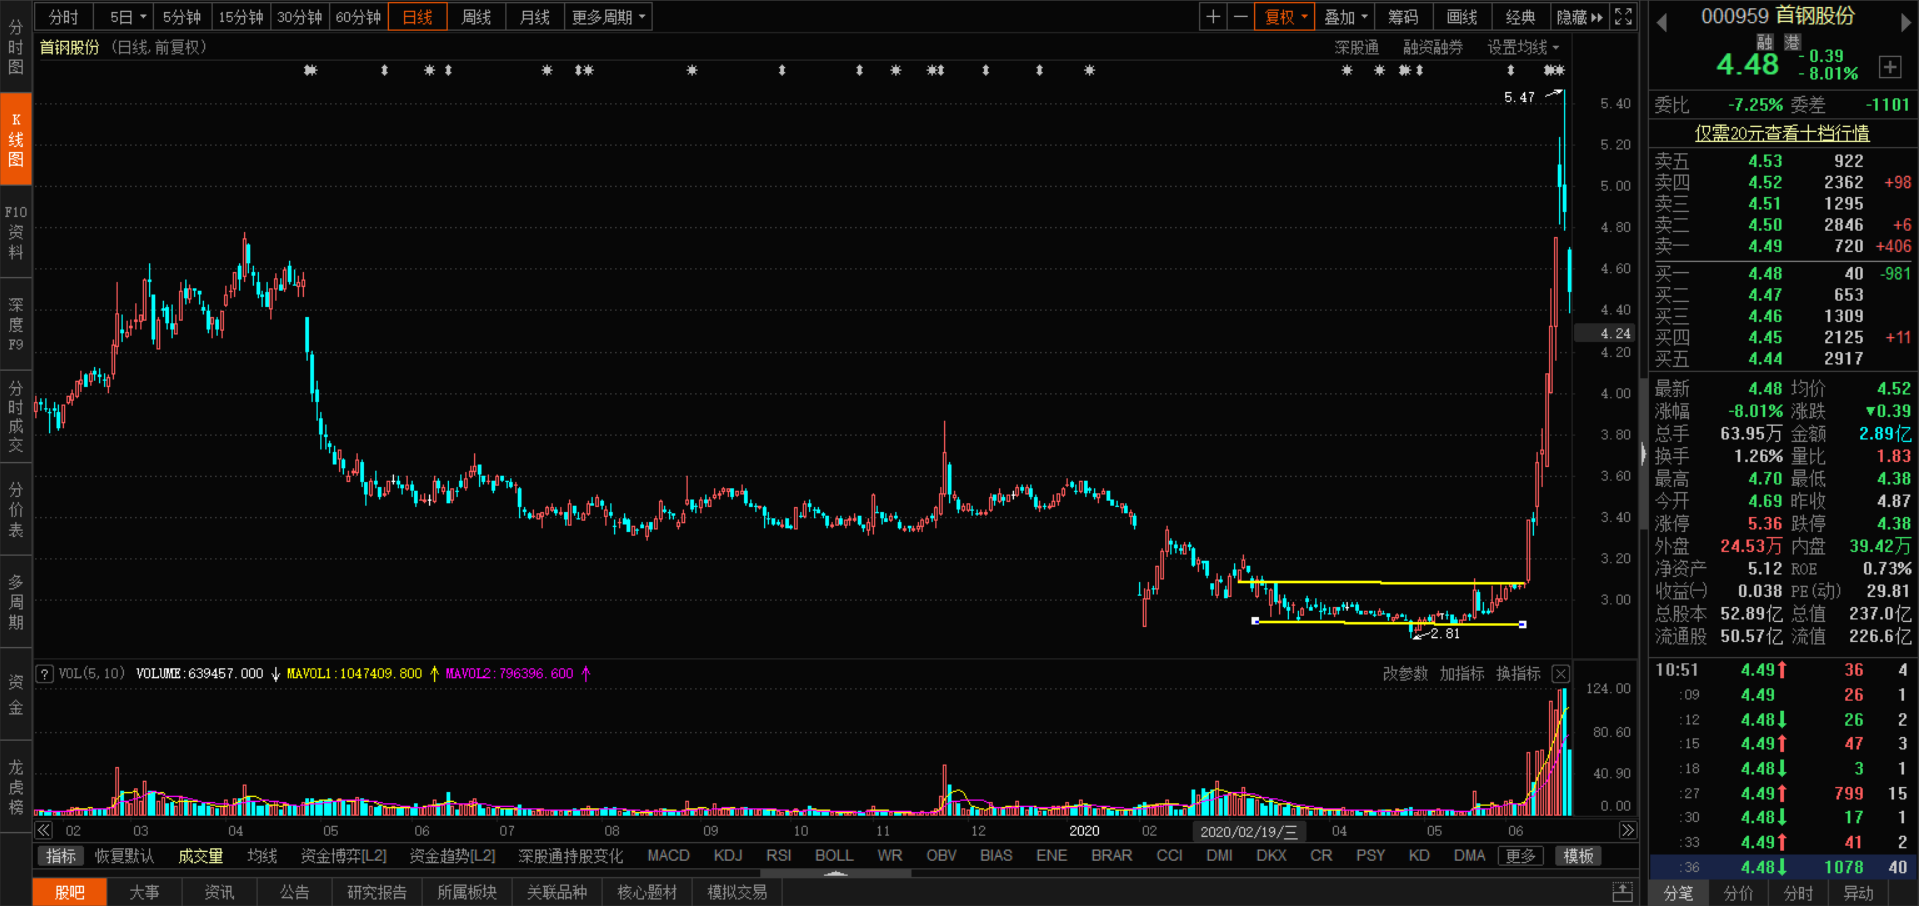 分时 5日 5分钟 15分钟 30分钟 60分钟 日线 周线 月线 更多周期
复权 叠加 筹码 画线 经典 隐藏
首钢股份 (日线,前复权)
深股通 融资融券 设置均线
分时图
K线图
F10资料
深度F9
分时成交
分价表
多周期
资金
龙虎榜
5.47
5.40
5.20
5.00
4.80
4.60
4.40
4.24
4.20
4.00
3.80
3.60
3.40
3.20
3.00
2.81
? VOL(5,10) VOLUME:639457.000 MAVOL1:1047409.800 MAVOL2:796396.600
改参数 加指标 换指标
124.00
80.60
40.90
0.00
02 03 04 05 06 07 08 09 10 11 12 2020 02 2020/02/19/三 04 05 06
指标 恢复默认 成交量 均线 资金博弈[L2] 资金趋势[L2] 深股通持股变化 MACD KDJ RSI BOLL WR OBV BIAS ENE BRAR CCI DMI DKX CR PSY KD DMA 更多 模板
股吧 大事 资讯 公告 研究报告 所属板块 关联品种 核心题材 模拟交易
000959 首钢股份
融 港
4.48 -0.39
-8.01%
委比 -7.25% 委差 -1101
仅需20元查看十档行情
卖五 4.53 922
卖四 4.52 2362 +98
卖三 4.51 1295
卖二 4.50 2846 +6
卖一 4.49 720 +406
买一 4.48 40 -981
买二 4.47 653
买三 4.46 1309
买四 4.45 2125 +11
买五 4.44 2917
最新 4.48 均价 4.52
涨幅 -8.01% 涨跌 ▼0.39
总手 63.95万 金额 2.89亿
换手 1.26% 量比 1.83
最高 4.70 最低 4.38
今开 4.69 昨收 4.87
涨停 5.36 跌停 4.38
外盘 24.53万 内盘 39.42万
净资产 5.12 ROE 0.73%
收益(一) 0.038 PE(动) 29.81
总股本 52.89亿 总值 237.0亿
流通股 50.57亿 流值 226.6亿
10:51 4.49 36 4
:09 4.49 26 1
:12 4.48 26 2
:15 4.49 47 3
:18 4.48 3 1
:27 4.49 799 15
:30 4.48 17 1
:33 4.49 41 2
:36 4.48 1078 40
分笔 分价 分时 异动